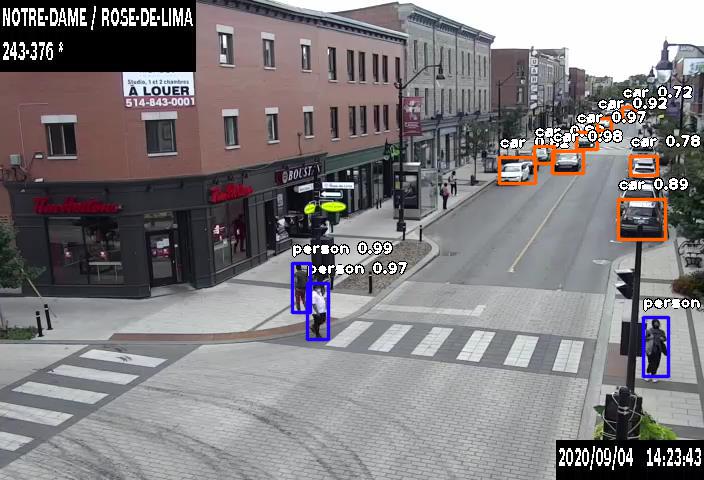 NOTRE-DAME / ROSE-DE-LIMA
243-376 *
Studio, 1 et 2 chambres
À LOUER
514-843-0001
Tim Hortons
Tim Hortons
BOUSTAN
car 0.72
car 0.92
car 0.97
car 0.98
car 0.78
car 0.89
person 0.99
person 0.97
person
2020/09/04 14:23:43